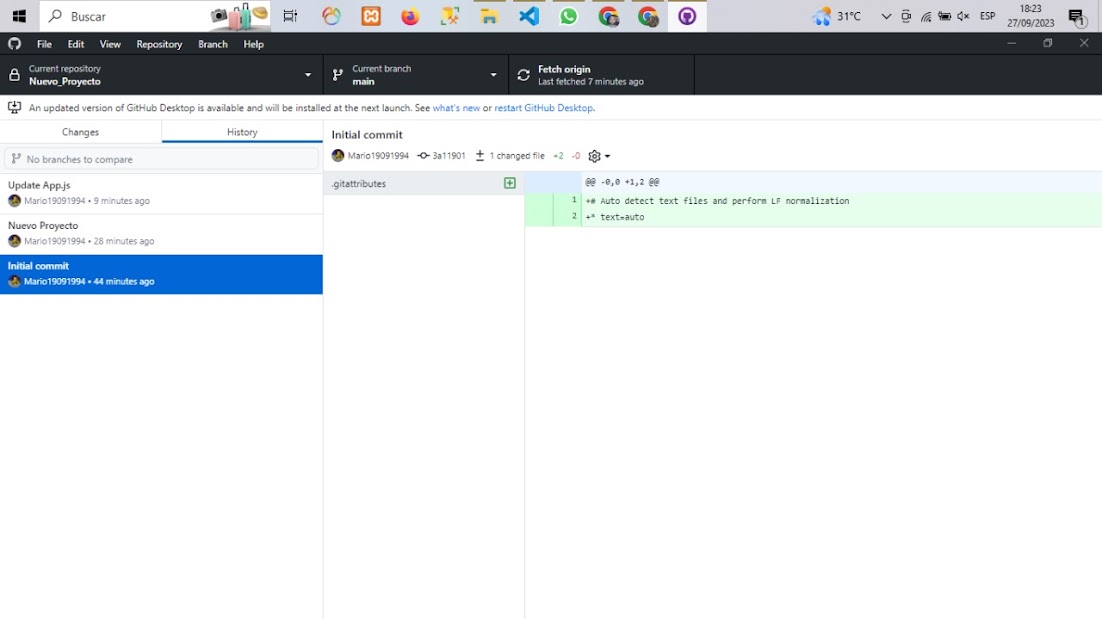 Buscar
31°C
ESP
18:23
27/09/2023
1
File Edit View Repository Branch Help
Current repository
Nuevo_Proyecto
Current branch
main
Fetch origin
Last fetched 7 minutes ago
An updated version of GitHub Desktop is available and will be installed at the next launch. See what's new or restart GitHub Desktop.
Changes
History
No branches to compare
Update App.js
Mario19091994 • 9 minutes ago
Nuevo Proyecto
Mario19091994 • 28 minutes ago
Initial commit
Mario19091994 • 44 minutes ago
Initial commit
Mario19091994 3a11901 1 changed file +2 -0
.gitattributes
@@ -0,0 +1,2 @@
1 +# Auto detect text files and perform LF normalization
2 +* text=auto